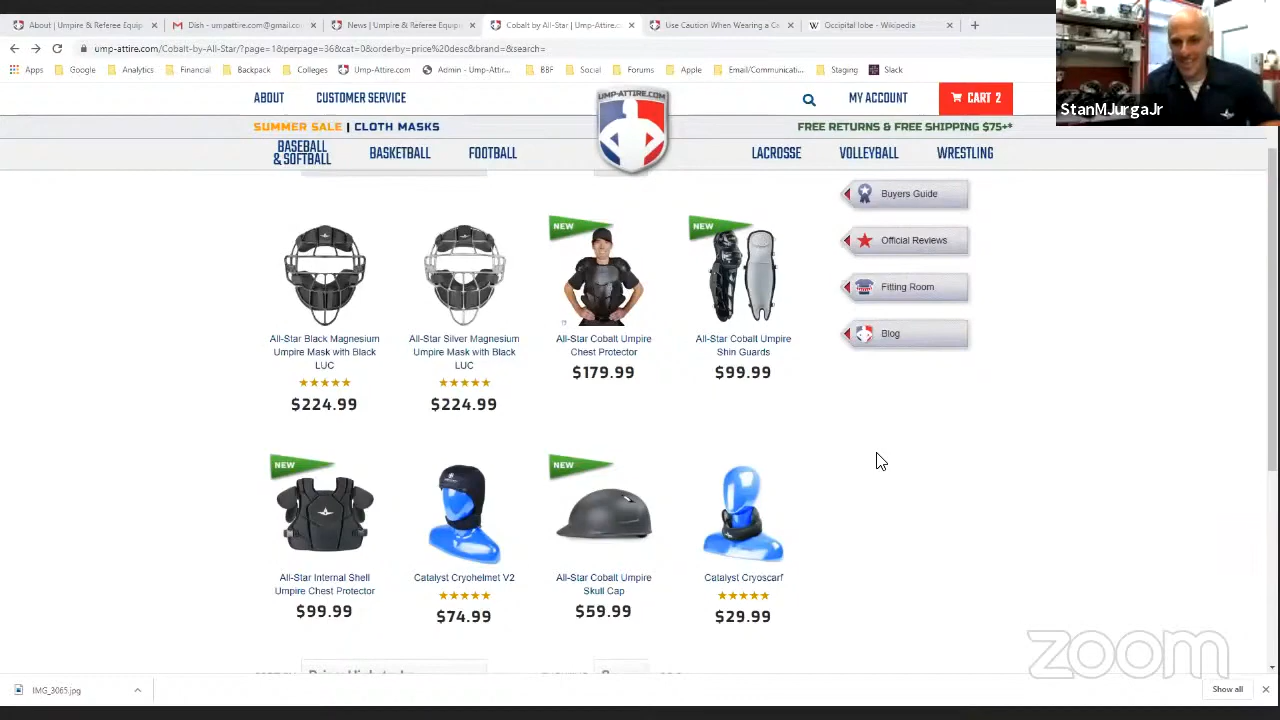 About | Umpire & Referee Equip
Dish - umpattire.com@gmail.co
News | Umpire & Referee Equip
Cobalt by All-Star | Ump-Attire.c
Use Caution When Wearing a Ce
Occipital lobe - Wikipedia
ump-attire.com/Cobalt-by-All-Star/?page=1&perpage=36&cat=0&orderby=price%20desc&brand=&search=
Apps
Google
Analytics
Financial
Backpack
Colleges
Ump-Attire.com
Admin - Ump-Attir...
BBF
Social
Forums
Apple
Email/Communicati...
Staging
Slack
StanMJurgaJr
ABOUT
CUSTOMER SERVICE
UMP-ATTIRE.COM
MY ACCOUNT
CART 2
SUMMER SALE | CLOTH MASKS
FREE RETURNS & FREE SHIPPING $75+*
BASEBALL
& SOFTBALL
BASKETBALL
FOOTBALL
LACROSSE
VOLLEYBALL
WRESTLING
Buyers Guide
Official Reviews
Fitting Room
Blog
NEW
NEW
All-Star Black Magnesium
Umpire Mask with Black
LUC
$224.99
All-Star Silver Magnesium
Umpire Mask with Black
LUC
$224.99
All-Star Cobalt Umpire
Chest Protector
$179.99
All-Star Cobalt Umpire
Shin Guards
$99.99
NEW
NEW
All-Star Internal Shell
Umpire Chest Protector
$99.99
Catalyst Cryohelmet V2
$74.99
All-Star Cobalt Umpire
Skull Cap
$59.99
Catalyst Cryoscarf
$29.99
zoom
IMG_3065.jpg
Show all